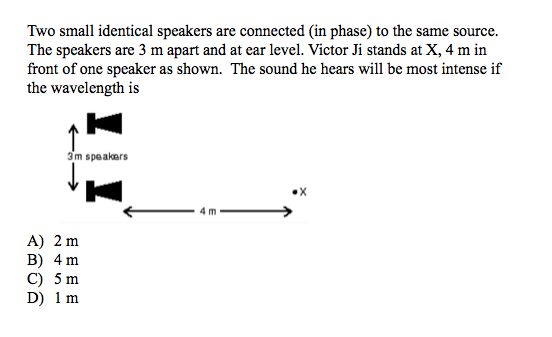 Two small identical speakers are connected (in phase) to the same source.
The speakers are 3 m apart and at ear level. Victor Ji stands at X, 4 m in
front of one speaker as shown. The sound he hears will be most intense if
the wavelength is
3m speakers
•X
4 m
A) 2 m
B) 4 m
C) 5 m
D) 1 m